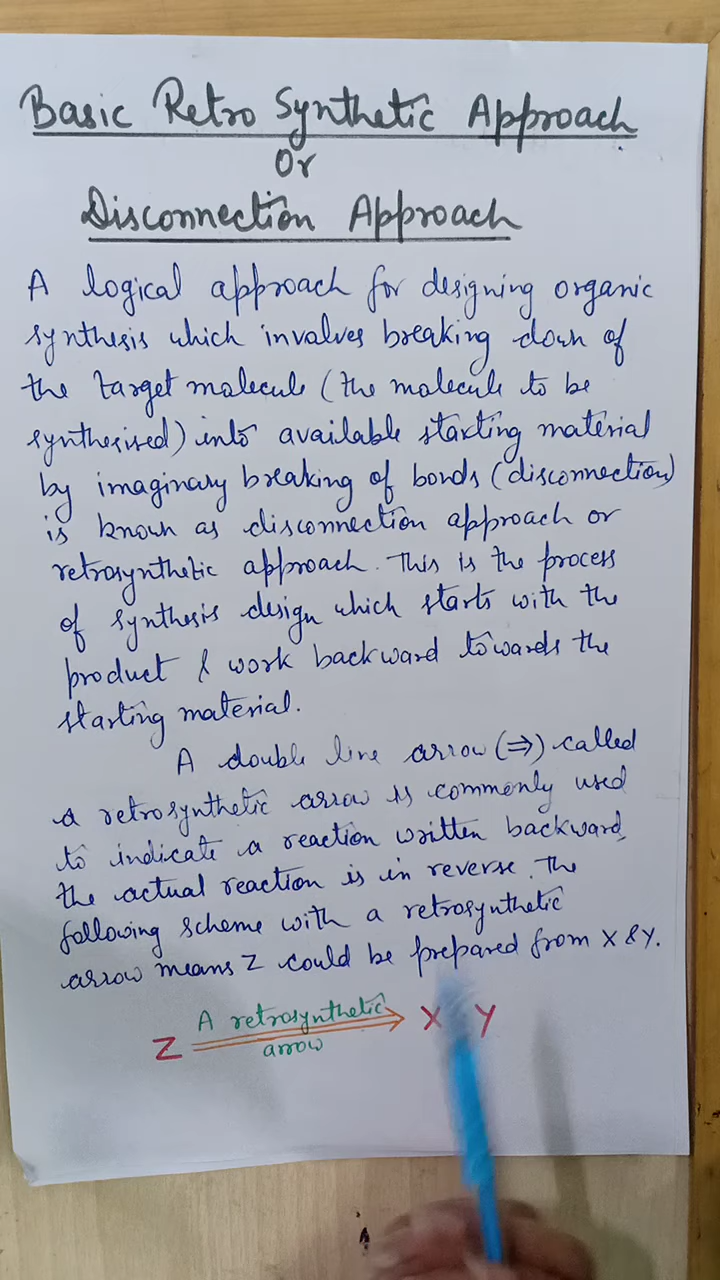 Basic Retro Synthetic Approach
Or
Disconnection Approach
A logical approach for designing organic
synthesis which involves breaking down of
the target molecule (the molecule to be
synthesised) into available starting material
by imaginary breaking of bonds (disconnection)
is known as disconnection approach or
retrosynthetic approach. This is the process
of synthesis design which starts with the
product & work backward towards the
starting material.
A double line arrow (⇒) called
a retrosynthetic arrow is commonly used
to indicate a reaction written backward,
the actual reaction is in reverse. The
following scheme with a retrosynthetic
arrow means Z could be prepared from X & Y.
A retrosynthetic
Z ⇒ X Y
arrow